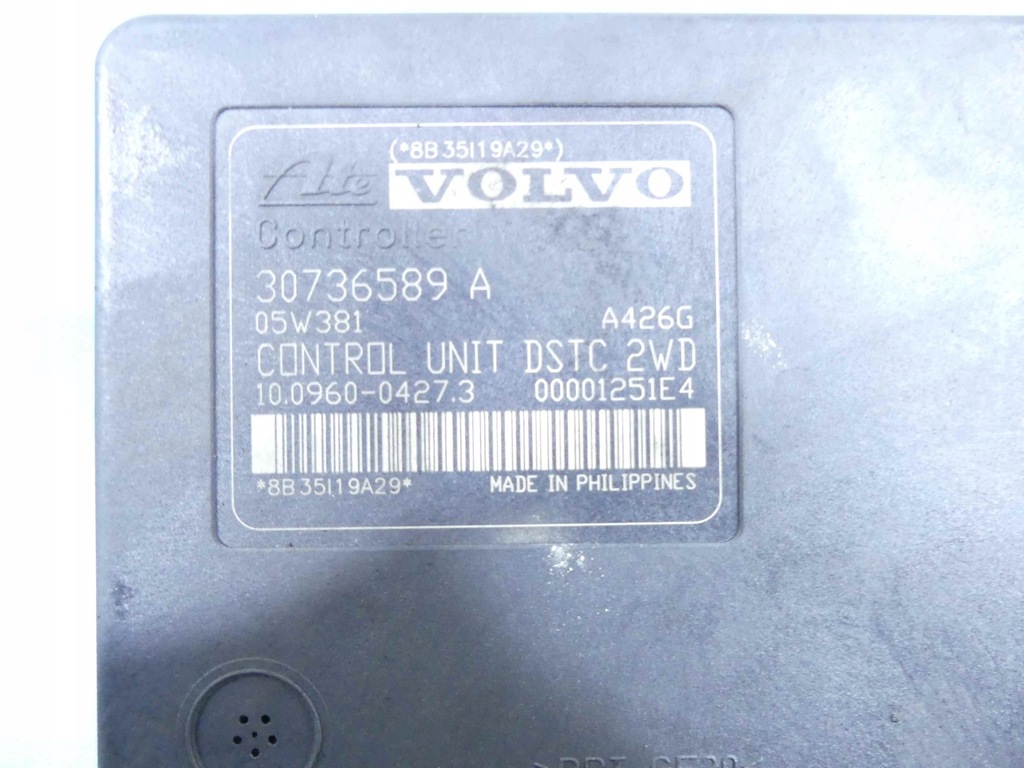 (*8B35I19A29*)
Ate VOLVO
Controller
30736589 A
05W381 A426G
CONTROL UNIT DSTC 2WD
10.0960-0427.3 00001251E4
*8B35I19A29* MADE IN PHILIPPINES